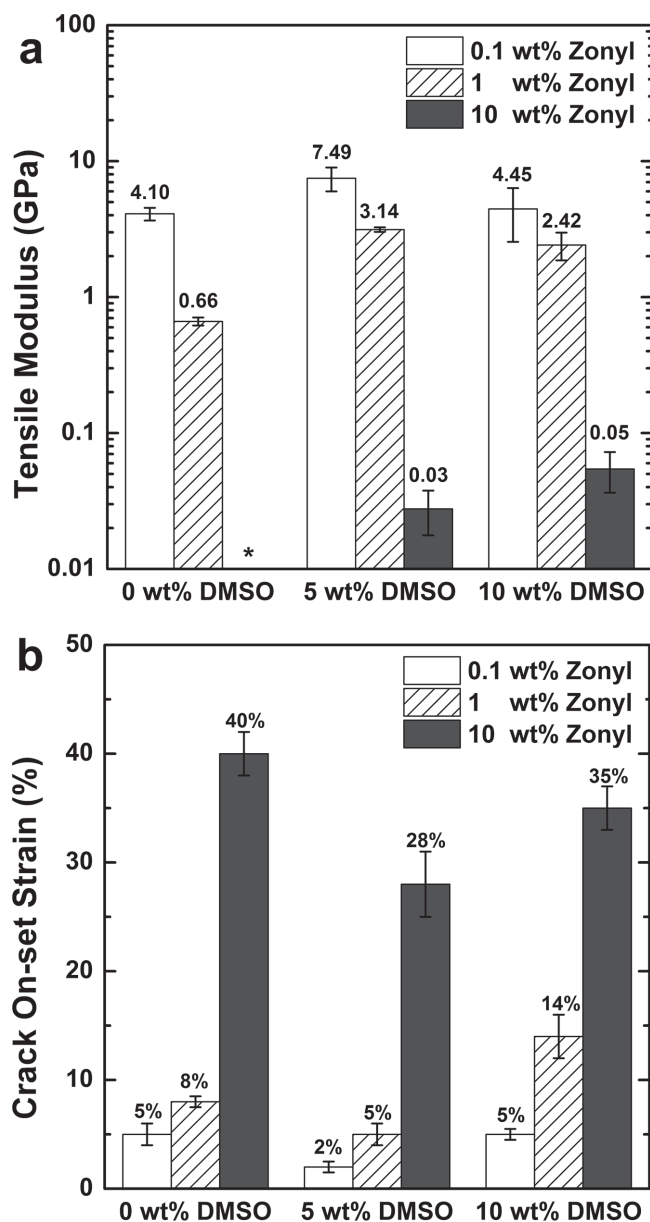 a
100
10
1
0.1
0.01
Tensile Modulus (GPa)
0.1 wt% Zonyl
1 wt% Zonyl
10 wt% Zonyl
4.10
0.66
*
7.49
3.14
0.03
4.45
2.42
0.05
0 wt% DMSO
5 wt% DMSO
10 wt% DMSO
b
50
40
30
20
10
0
Crack On-set Strain (%)
0.1 wt% Zonyl
1 wt% Zonyl
10 wt% Zonyl
5%
8%
40%
2%
5%
28%
5%
14%
35%
0 wt% DMSO
5 wt% DMSO
10 wt% DMSO